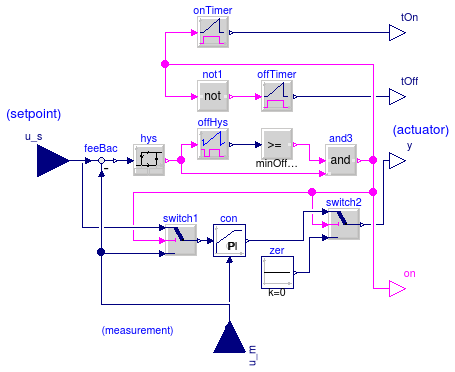 onTimer
tOn
not1
not
offTimer
tOff
(setpoint)
u_s
feeBac
-
hys
offHys
>=
minOff...
and3
and
(actuator)
y
switch1
con
PI
switch2
zer
k=0
on
(measurement)
u_m